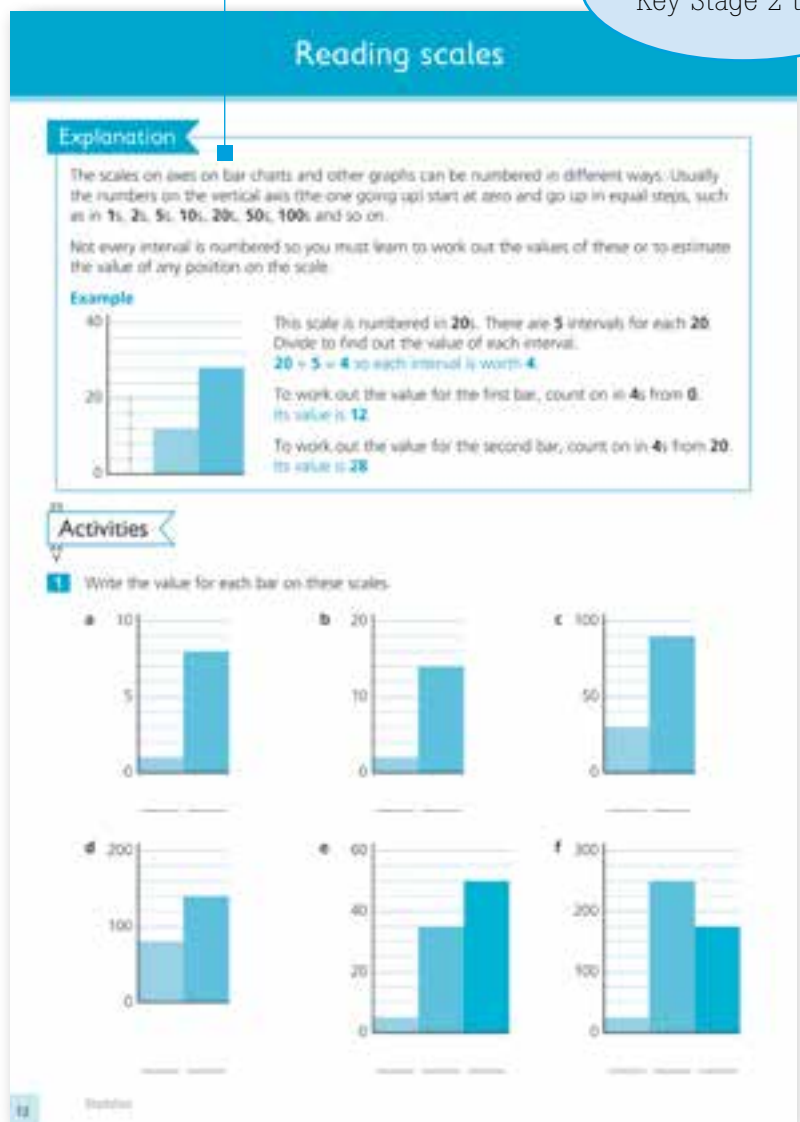 Key Stage 2 t
Reading scales
Explanation
The scales on axes on bar charts and other graphs can be numbered in different ways. Usually
the numbers on the vertical axis (the one going up) start at zero and go up in equal steps, such
as in 1s, 2s, 5s, 10s, 20s, 50s, 100s and so on.
Not every interval is numbered so you must learn to work out the values of these or to estimate
the value of any position on the scale.
Example
40
20
0
This scale is numbered in 20s. There are 5 intervals for each 20.
Divide to find out the value of each interval.
20 ÷ 5 = 4 so each interval is worth 4.
To work out the value for the first bar, count on in 4s from 0.
Its value is 12.
To work out the value for the second bar, count on in 4s from 20.
Its value is 28.
Activities
1 Write the value for each bar on these scales.
a 10
5
0
b 20
10
0
c 100
50
0
d 200
100
0
e 60
40
20
0
f 300
200
100
0
12 Statistics